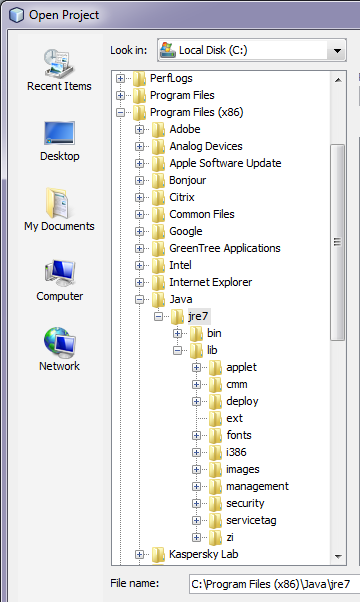 Open Project
Look in: Local Disk (C:)
Recent Items
Desktop
My Documents
Computer
Network
PerfLogs
Program Files
Program Files (x86)
Adobe
Analog Devices
Apple Software Update
Bonjour
Citrix
Common Files
Google
GreenTree Applications
Intel
Internet Explorer
Java
jre7
bin
lib
applet
cmm
deploy
ext
fonts
i386
images
management
security
servicetag
zi
Kaspersky Lab
File name: C:\Program Files (x86)\Java\jre7